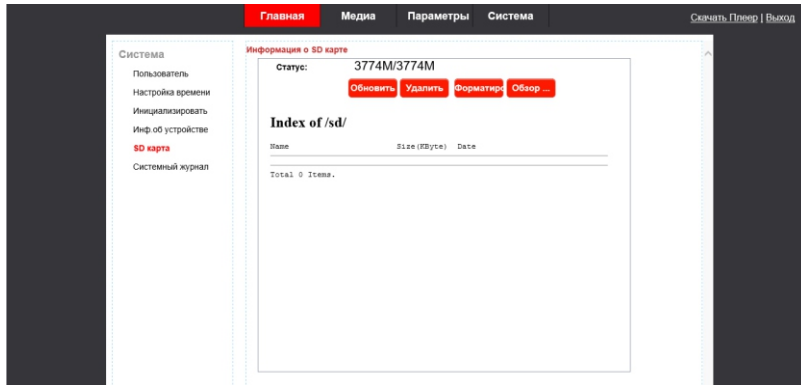 Главная Медиа Параметры Система Скачать Плеер | Выход
Система
Пользователь
Настройка времени
Инициализировать
Инф.об устройстве
SD карта
Системный журнал
Информация о SD карте
Статус: 3774M/3774M
Обновить Удалить Форматиро Обзор ...
Index of /sd/
Name Size(KByte) Date
Total 0 Items.